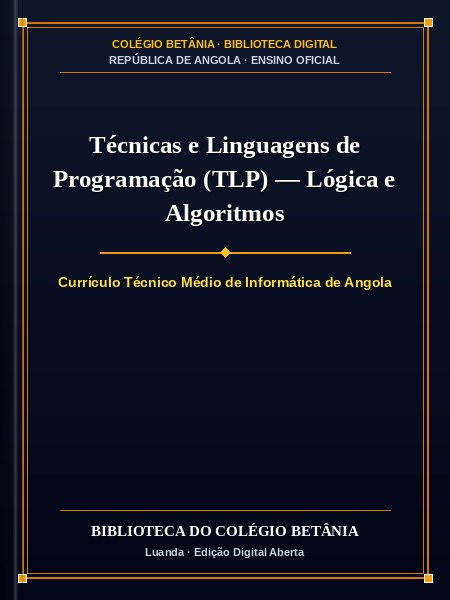 COLÉGIO BETÂNIA · BIBLIOTECA DIGITAL
REPÚBLICA DE ANGOLA · ENSINO OFICIAL
Técnicas e Linguagens de
Programação (TLP) — Lógica e
Algoritmos
Currículo Técnico Médio de Informática de Angola
BIBLIOTECA DO COLÉGIO BETÂNIA
Luanda · Edição Digital Aberta